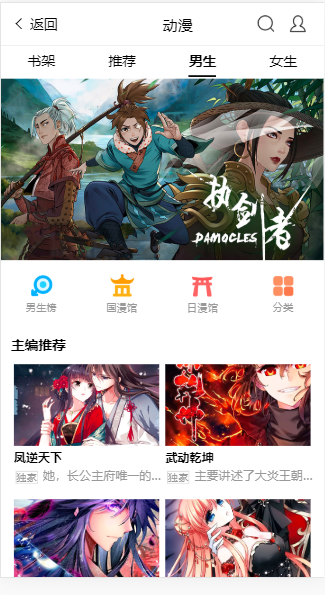 返回 动漫
书架 推荐 男生 女生
执剑者
DAMOCLES
男生榜 国漫馆 日漫馆 分类
主编推荐
凤逆天下 武动乾坤
独家 她，长公主府唯一的... 独家 主要讲述了大炎王朝...